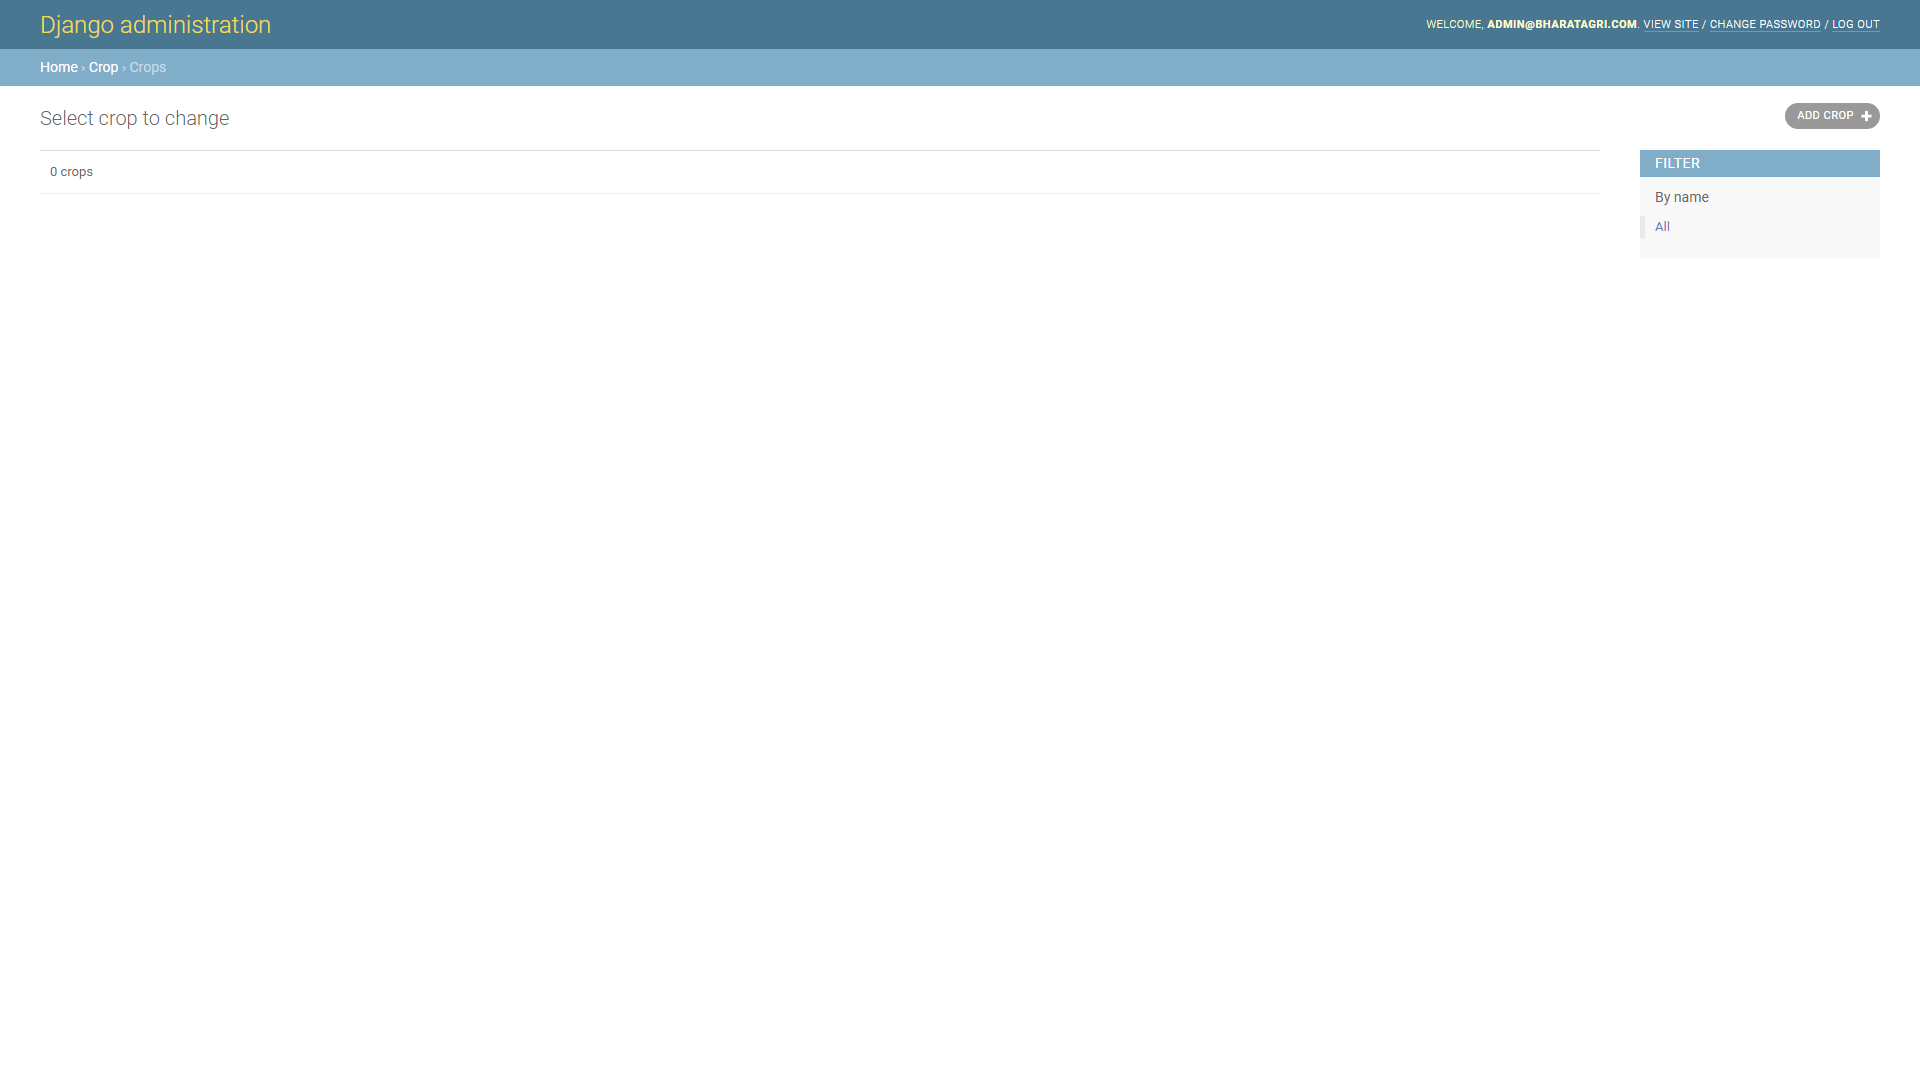 Django administration
WELCOME, ADMIN@BHARATAGRI.COM. VIEW SITE / CHANGE PASSWORD / LOG OUT
Home › Crop › Crops
Select crop to change
ADD CROP
0 crops
FILTER
By name
All